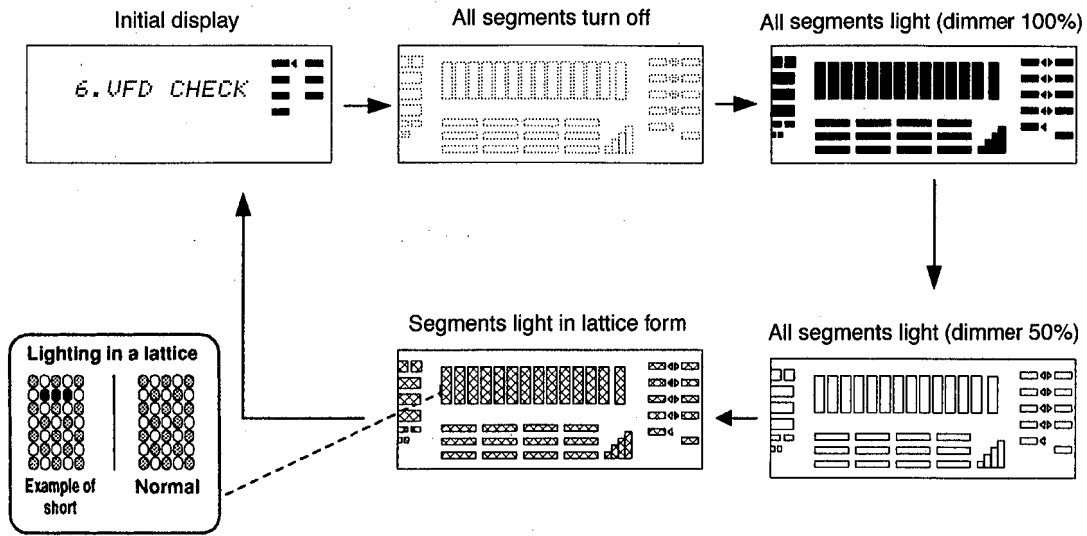 Initial display
All segments turn off
All segments light (dimmer 100%)
6.VFD CHECK
Segments light in lattice form
All segments light (dimmer 50%)
Lighting in a lattice
Example of
short
Normal